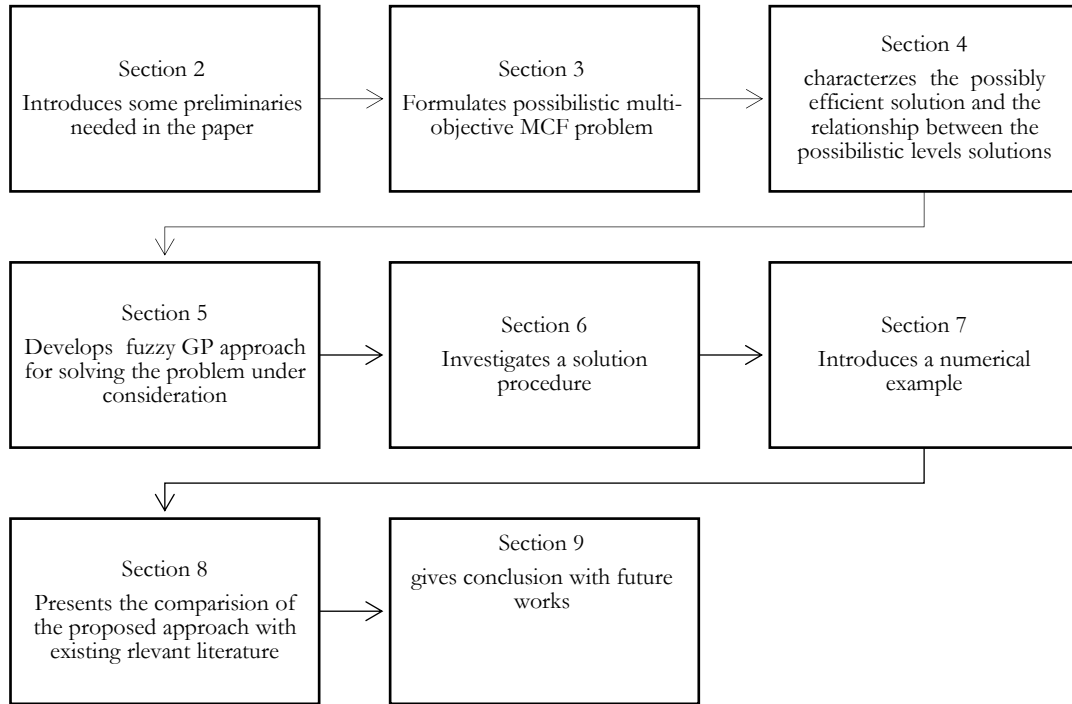 Section 2
Introduces some preliminaries
needed in the paper
Section 3
Formulates possibilistic multi-
objective MCF problem
Section 4
characterzes the possibly
efficient solution and the
relationship between the
possibilistic levels solutions
Section 5
Develops fuzzy GP approach
for solving the problem under
consideration
Section 6
Investigates a solution
procedure
Section 7
Introduces a numerical
example
Section 8
Presents the comparision of
the proposed approach with
existing rlevant literature
Section 9
gives conclusion with future
works